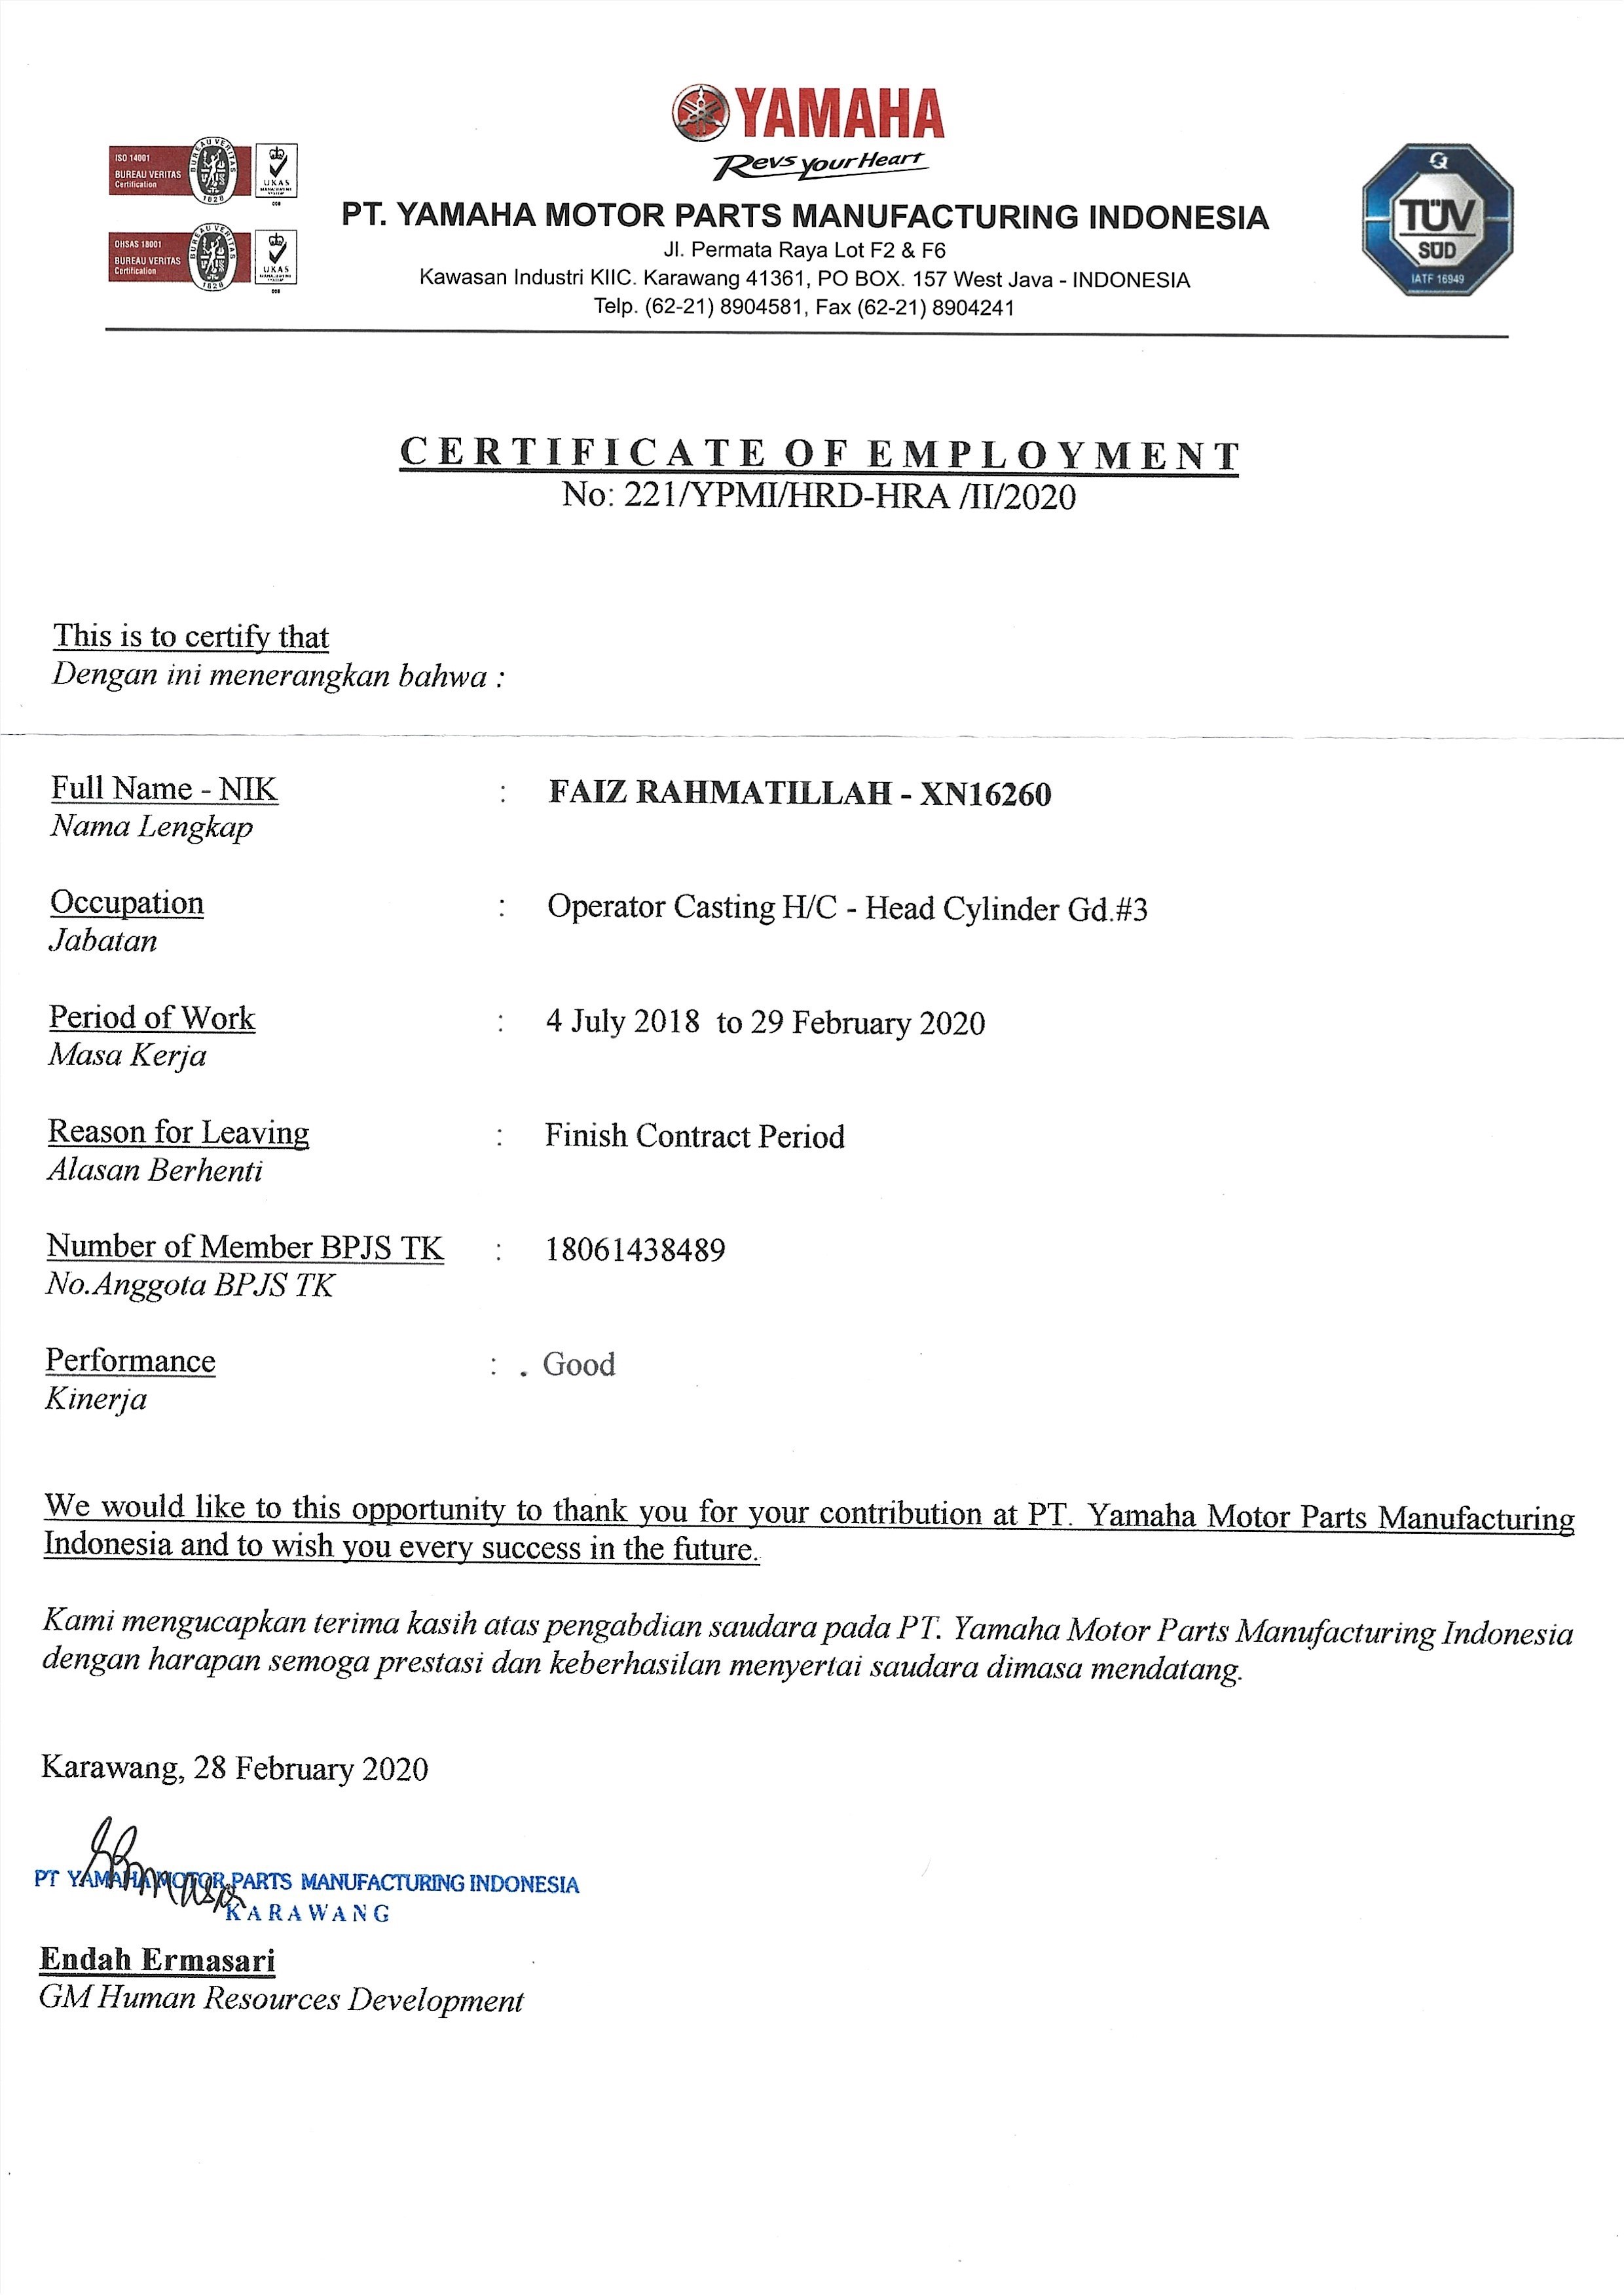 YAMAHA
Revs Your Heart
ISO 14001
BUREAU VERITAS
Certification
BUREAU VERITAS
1828
UKAS
MANAGEMENT
SYSTEMS
008
OHSAS 18001
BUREAU VERITAS
Certification
BUREAU VERITAS
1828
UKAS
MANAGEMENT
SYSTEMS
008
PT. YAMAHA MOTOR PARTS MANUFACTURING INDONESIA
Jl. Permata Raya Lot F2 & F6
Kawasan Industri KIIC. Karawang 41361, PO BOX. 157 West Java - INDONESIA
Telp. (62-21) 8904581, Fax (62-21) 8904241
TÜV
SÜD
IATF 16949
CERTIFICATE OF EMPLOYMENT
No: 221/YPMI/HRD-HRA /II/2020
This is to certify that
Dengan ini menerangkan bahwa :
Full Name - NIK : FAIZ RAHMATILLAH - XN16260
Nama Lengkap
Occupation : Operator Casting H/C - Head Cylinder Gd.#3
Jabatan
Period of Work : 4 July 2018 to 29 February 2020
Masa Kerja
Reason for Leaving : Finish Contract Period
Alasan Berhenti
Number of Member BPJS TK : 18061438489
No.Anggota BPJS TK
Performance : . Good
Kinerja
We would like to this opportunity to thank you for your contribution at PT. Yamaha Motor Parts Manufacturing
Indonesia and to wish you every success in the future.
Kami mengucapkan terima kasih atas pengabdian saudara pada PT. Yamaha Motor Parts Manufacturing Indonesia
dengan harapan semoga prestasi dan keberhasilan menyertai saudara dimasa mendatang.
Karawang, 28 February 2020
PT YAMAHA MOTOR PARTS MANUFACTURING INDONESIA
KARAWANG
Endah Ermasari
GM Human Resources Development